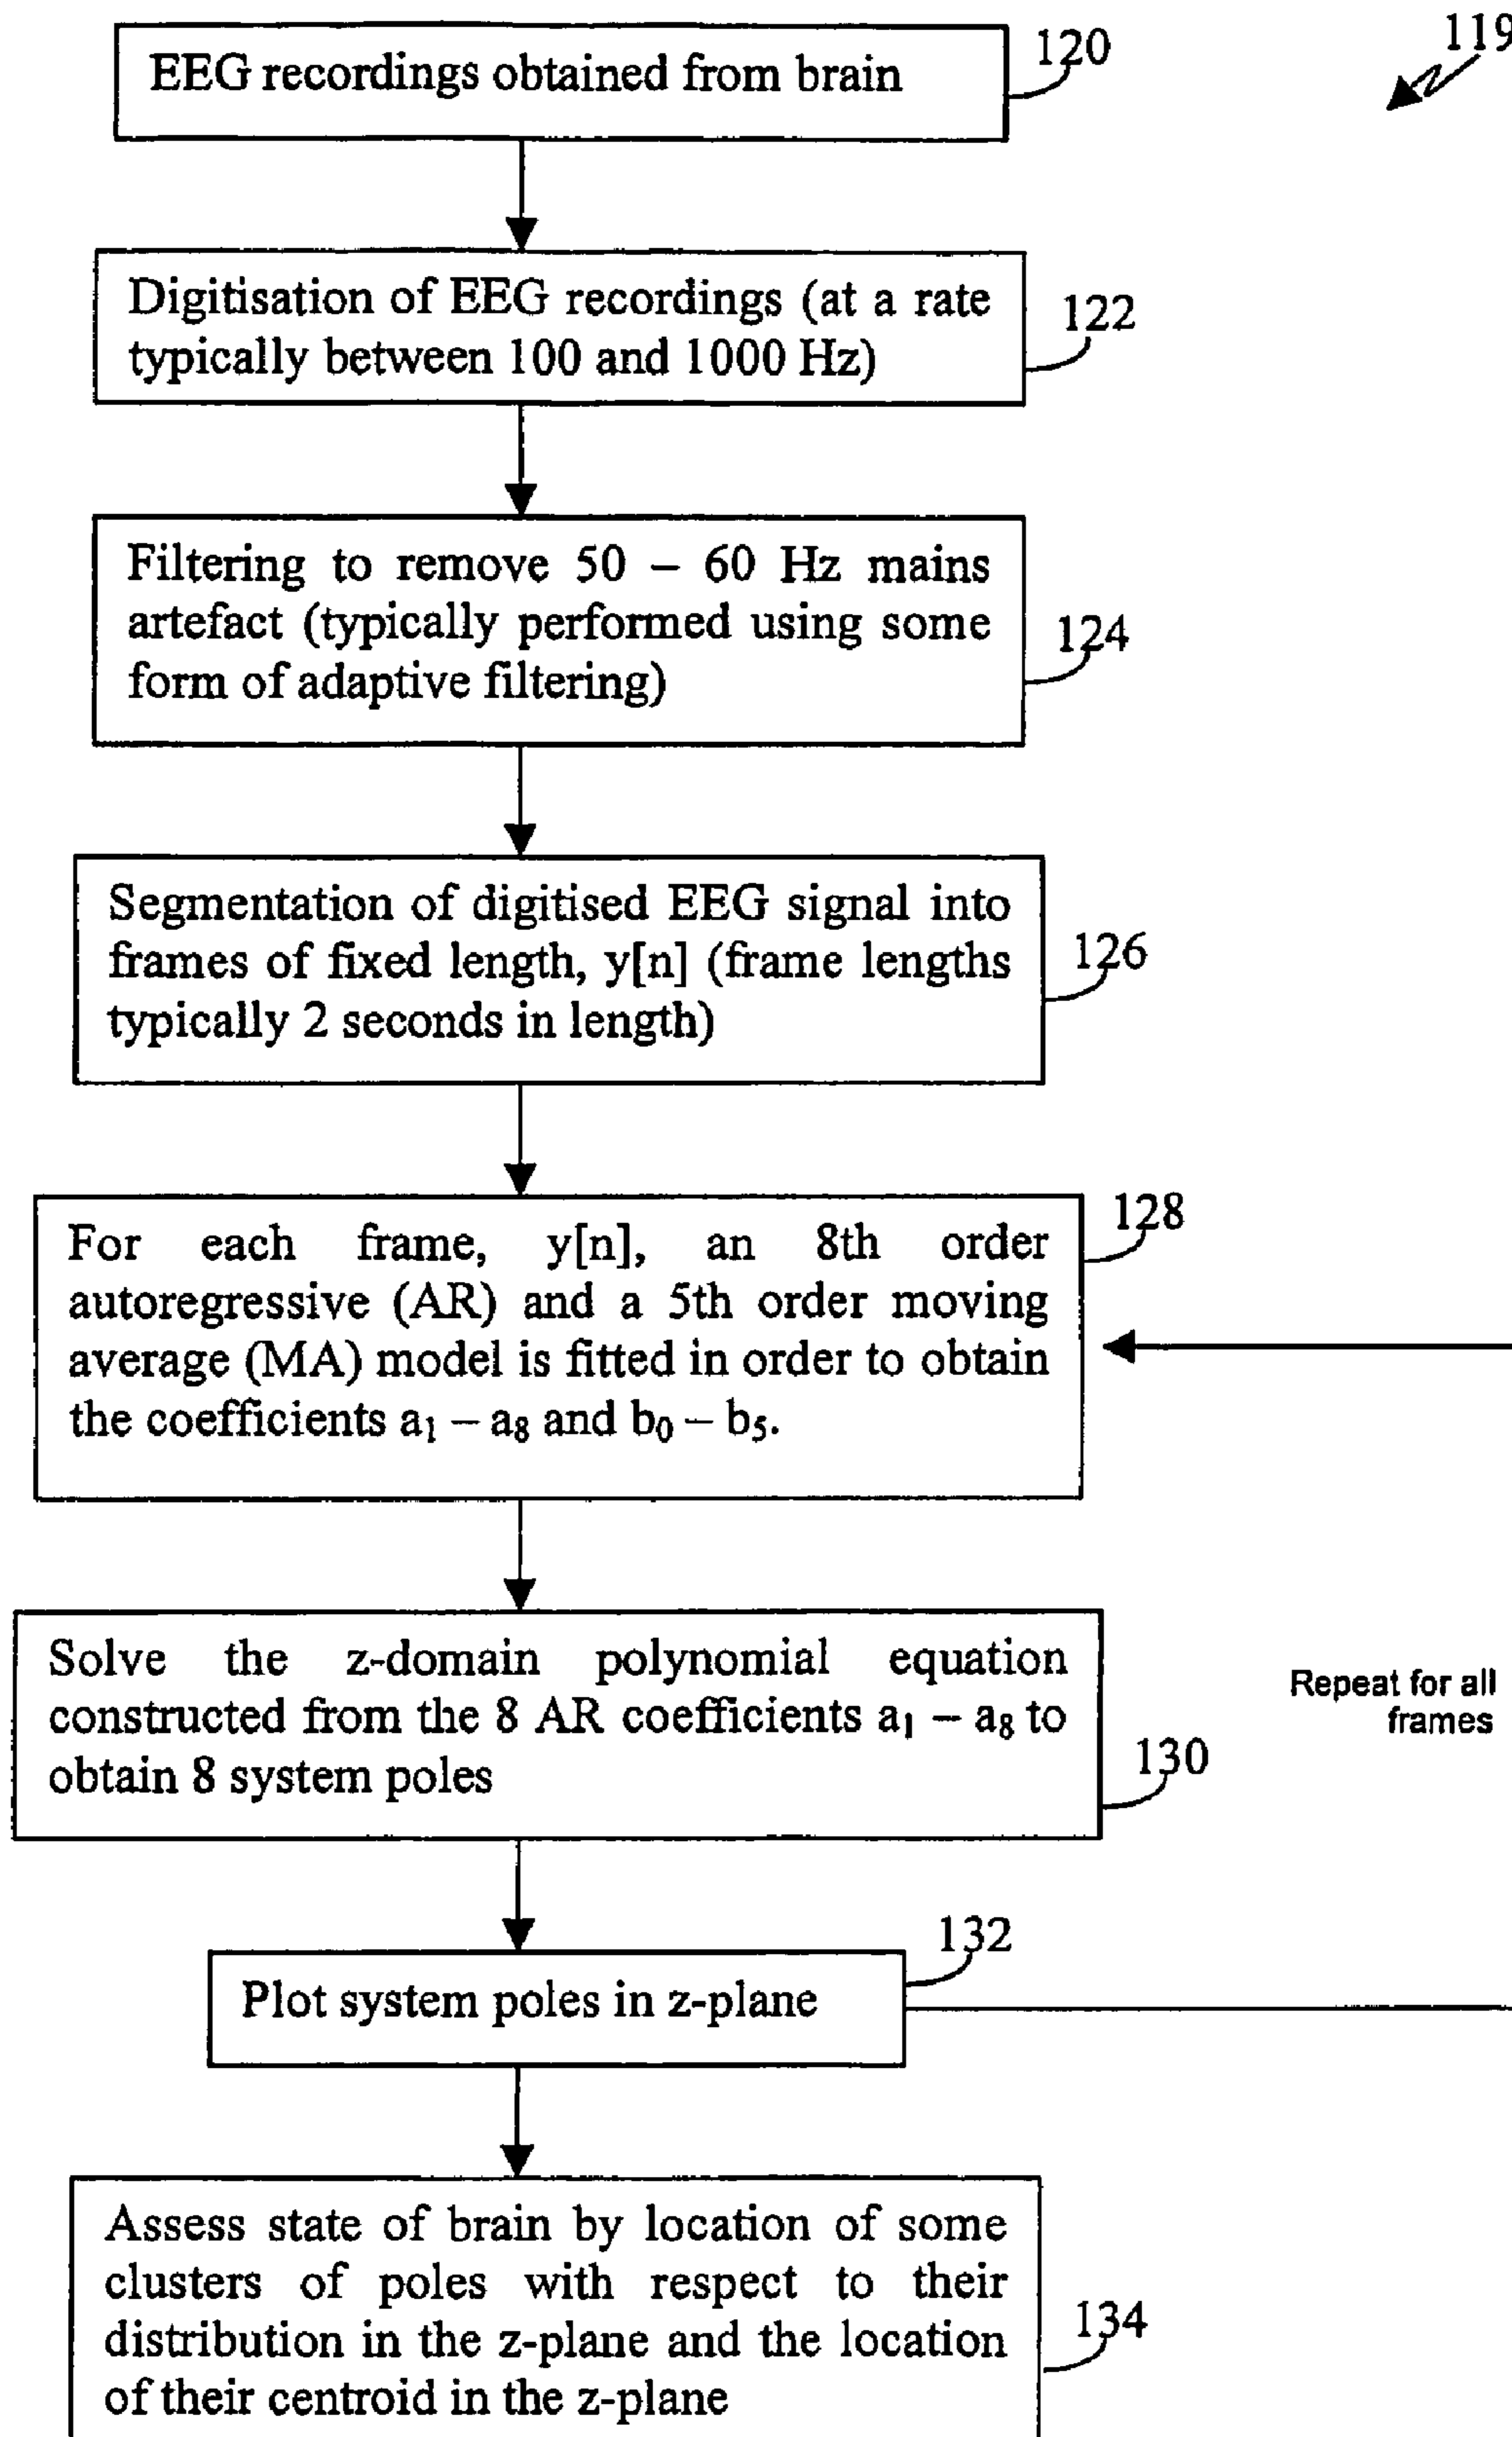 119
EEG recordings obtained from brain
120
Digitisation of EEG recordings (at a rate
typically between 100 and 1000 Hz)
122
Filtering to remove 50 – 60 Hz mains
artefact (typically performed using some
form of adaptive filtering)
124
Segmentation of digitised EEG signal into
frames of fixed length, y[n] (frame lengths
typically 2 seconds in length)
126
For each frame, y[n], an 8th order
autoregressive (AR) and a 5th order moving
average (MA) model is fitted in order to obtain
the coefficients a₁ – a₈ and b₀ – b₅.
128
Solve the z-domain polynomial equation
constructed from the 8 AR coefficients a₁ – a₈ to
obtain 8 system poles
130
Repeat for all
frames
Plot system poles in z-plane
132
Assess state of brain by location of some
clusters of poles with respect to their
distribution in the z-plane and the location
of their centroid in the z-plane
134